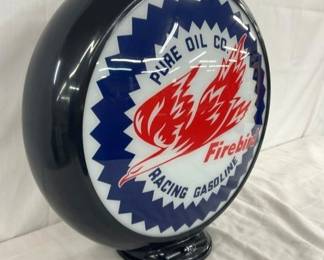 PURE OIL CO.
Firebird
RACING GASOLINE